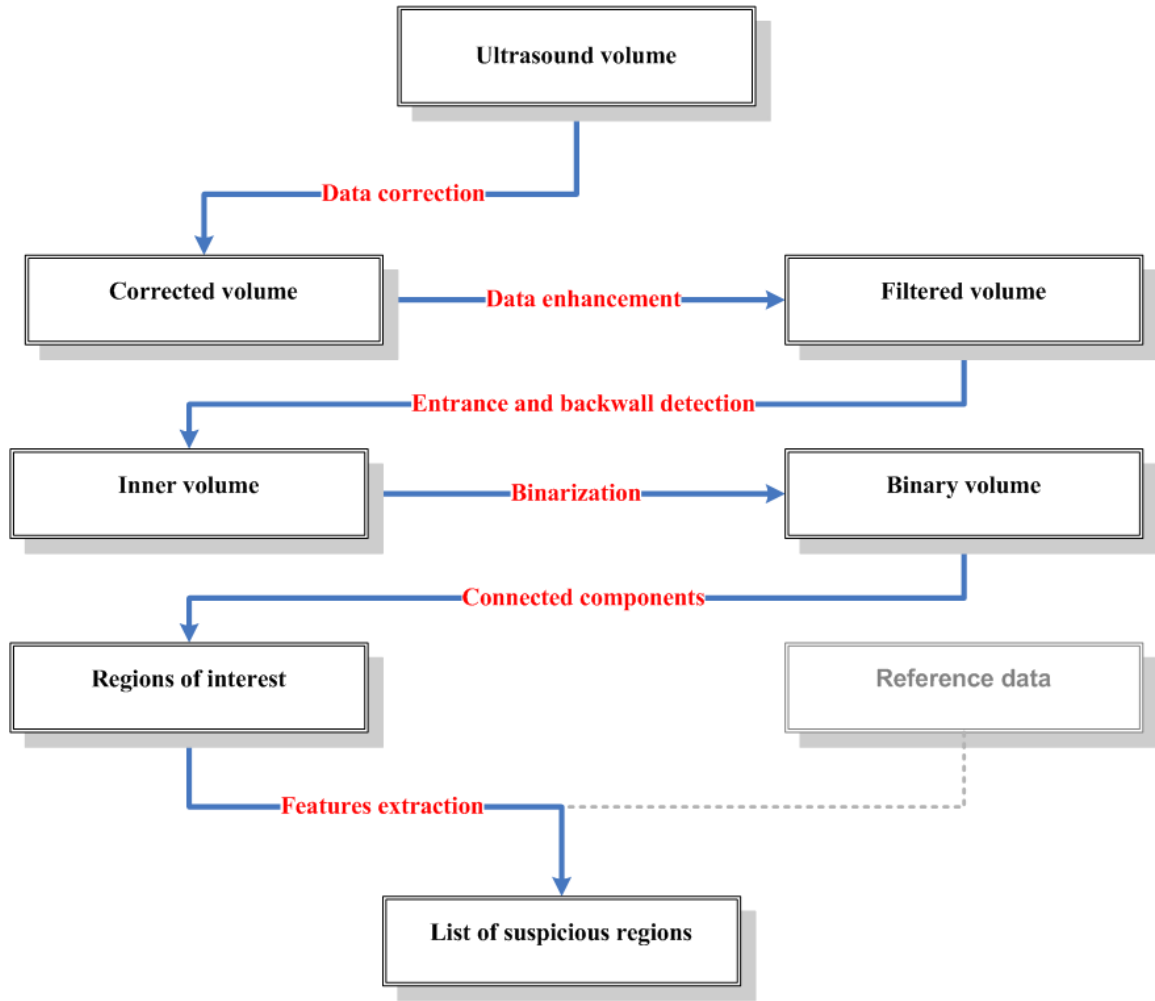 Ultrasound volume
Data correction
Corrected volume
Data enhancement
Filtered volume
Entrance and backwall detection
Inner volume
Binarization
Binary volume
Connected components
Regions of interest
Reference data
Features extraction
List of suspicious regions